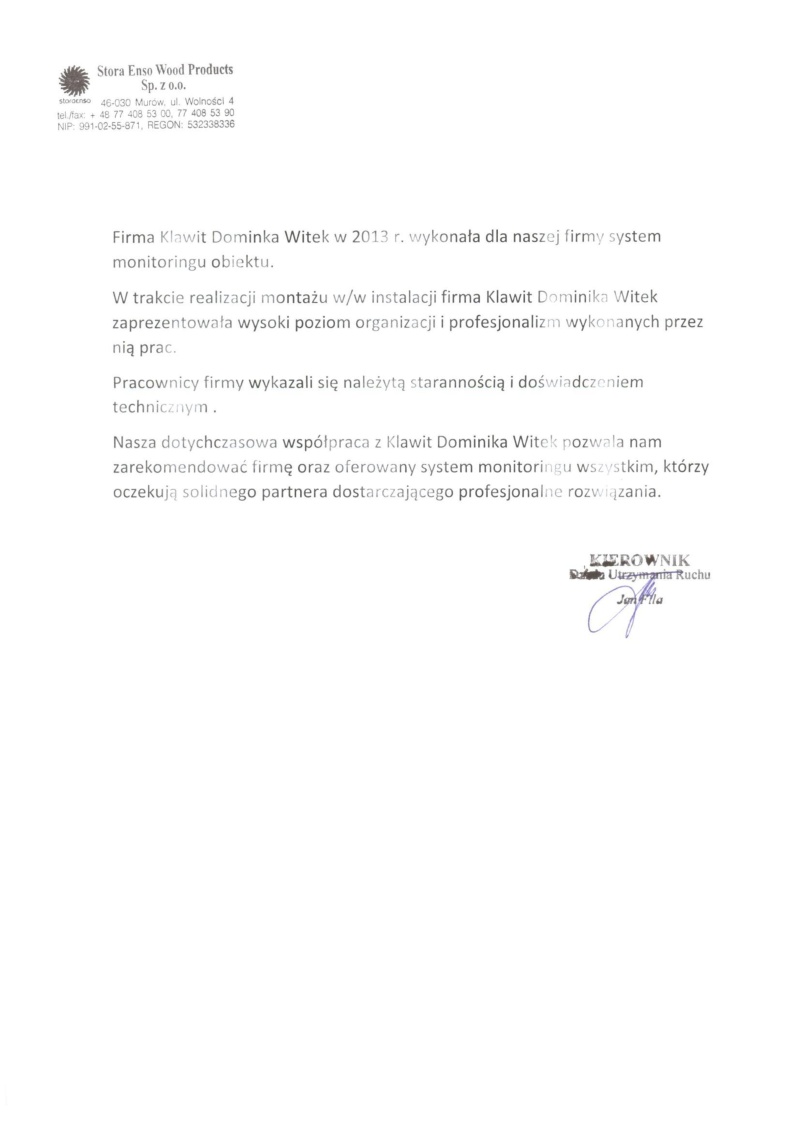 Stora Enso Wood Products
Sp. z o.o.
storaenso
46-030 Murów, ul. Wolności 4
tel./fax: + 48 77 408 53 00, 77 408 53 90
NIP: 991-02-55-871, REGON: 532338336
Firma Klawit Dominka Witek w 2013 r. wykonała dla naszej firmy system
monitoringu obiektu.
W trakcie realizacji montażu w/w instalacji firma Klawit Dominika Witek
zaprezentowała wysoki poziom organizacji i profesjonalizm wykonanych przez
nią prac.
Pracownicy firmy wykazali się należytą starannością i doświadczeniem
technicznym .
Nasza dotychczasowa współpraca z Klawit Dominika Witek pozwala nam
zarekomendować firmę oraz oferowany system monitoringu wszystkim, którzy
oczekują solidnego partnera dostarczającego profesjonalne rozwiązania.
KIEROWNIK
Utrzymania Ruchu
Jan